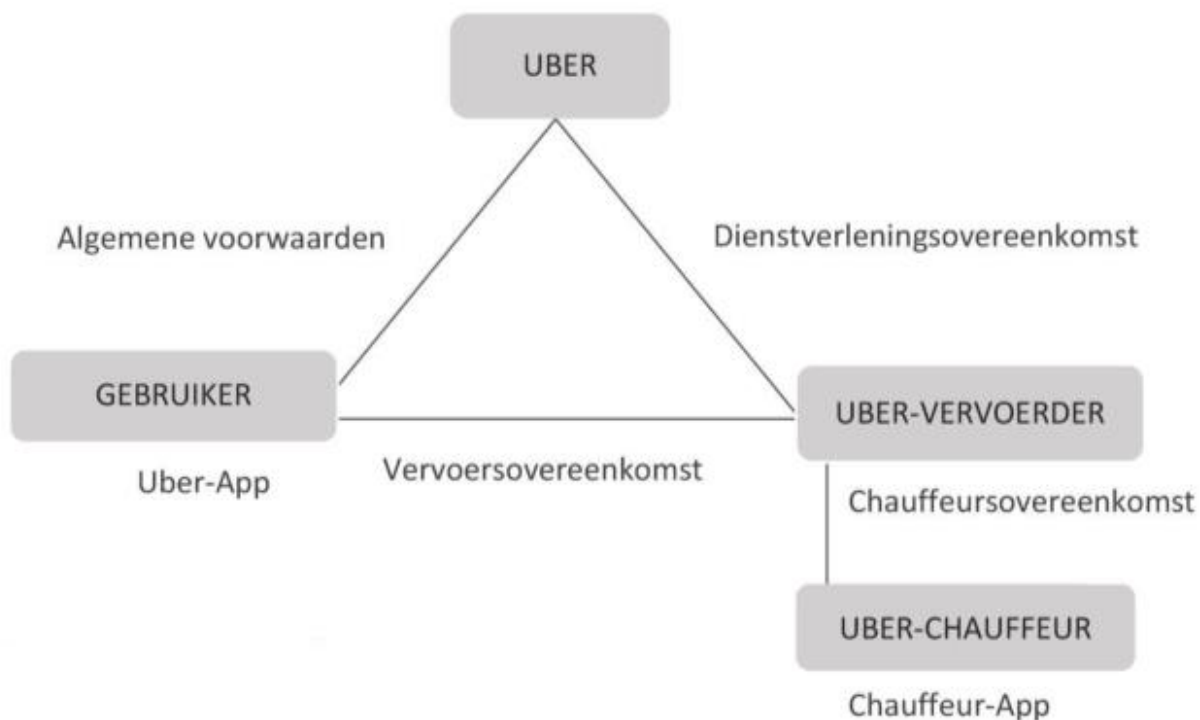 UBER
Algemene voorwaarden
Dienstverleningsovereenkomst
GEBRUIKER
UBER-VERVOERDER
Uber-App
Vervoersovereenkomst
Chauffeursovereenkomst
UBER-CHAUFFEUR
Chauffeur-App